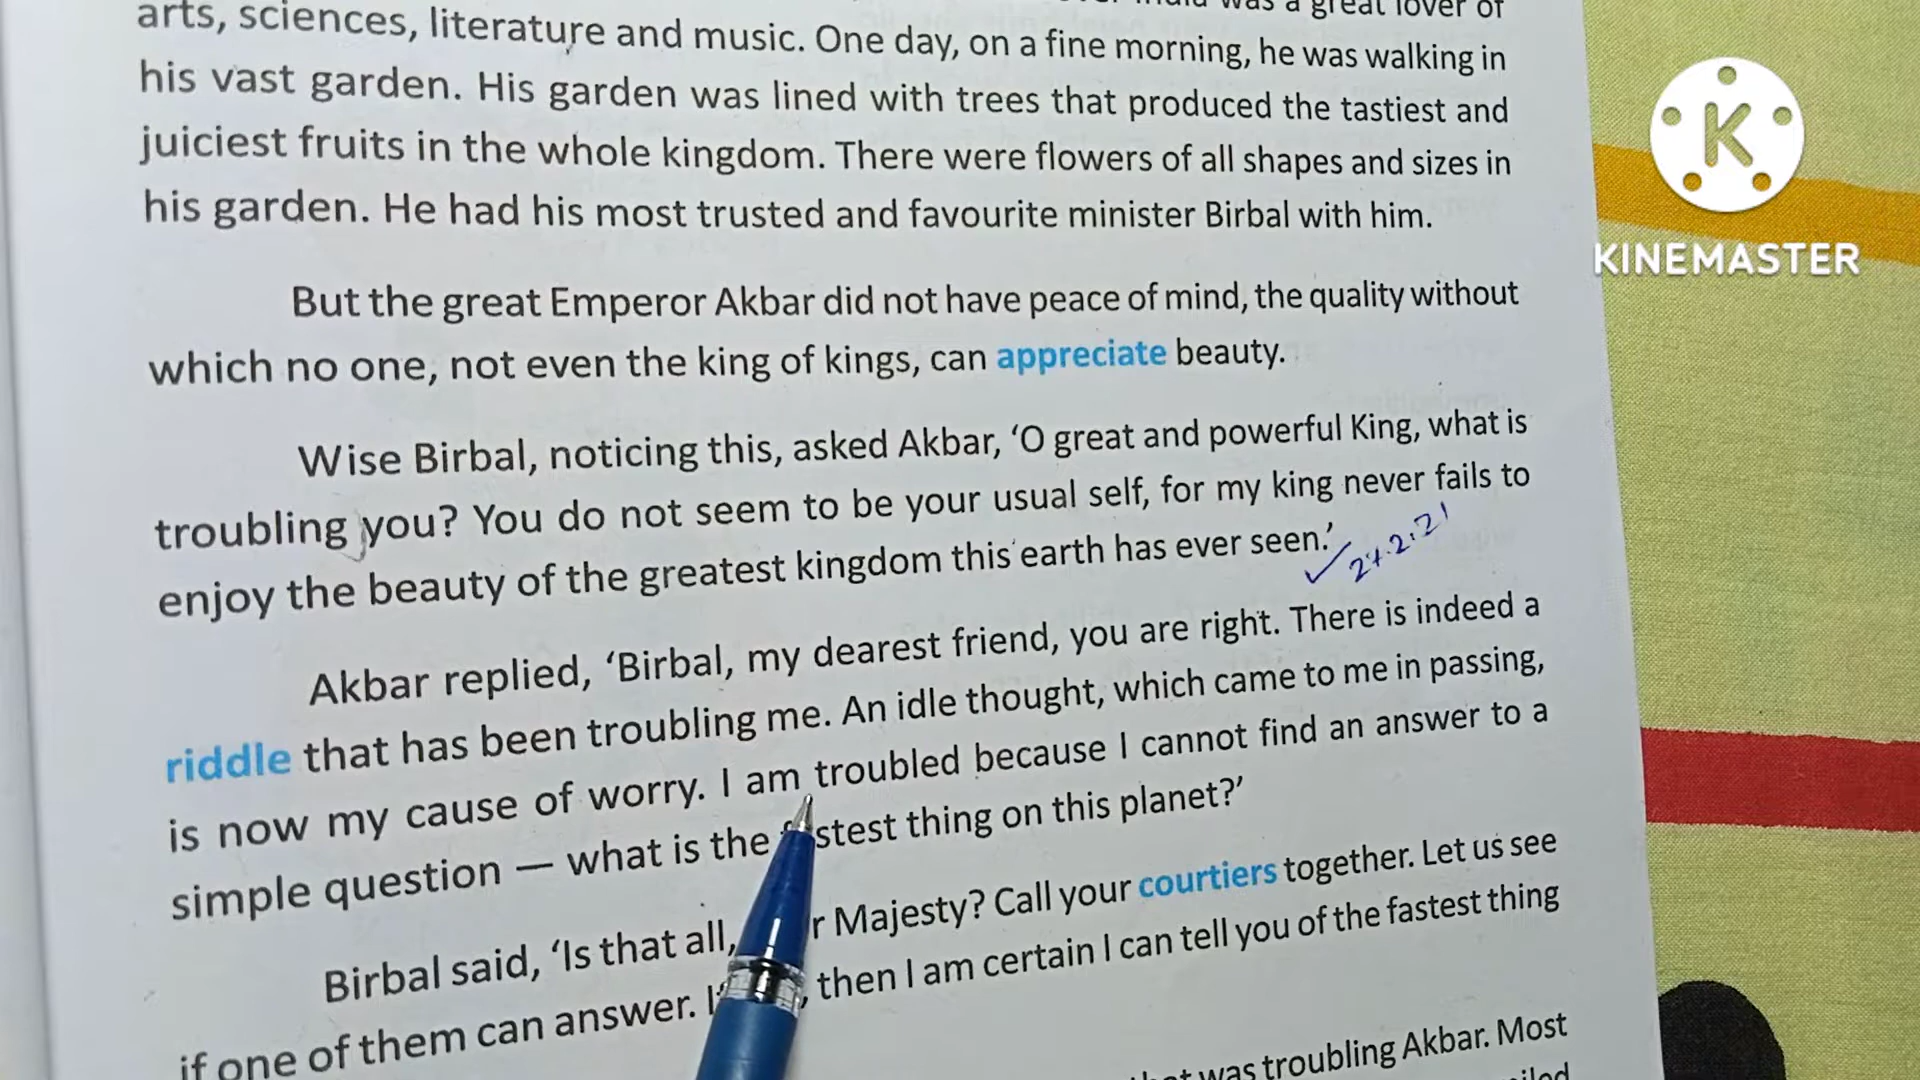 was a great lover of
arts, sciences, literature and music. One day, on a fine morning, he was walking in
his vast garden. His garden was lined with trees that produced the tastiest and
juiciest fruits in the whole kingdom. There were flowers of all shapes and sizes in
his garden. He had his most trusted and favourite minister Birbal with him.
But the great Emperor Akbar did not have peace of mind, the quality without
which no one, not even the king of kings, can appreciate beauty.
Wise Birbal, noticing this, asked Akbar, ‘O great and powerful King, what is
troubling you? You do not seem to be your usual self, for my king never fails to
enjoy the beauty of the greatest kingdom this earth has ever seen.’
Akbar replied, ‘Birbal, my dearest friend, you are right. There is indeed a
riddle that has been troubling me. An idle thought, which came to me in passing,
is now my cause of worry. I am troubled because I cannot find an answer to a
simple question — what is the thing on this planet?’
Birbal said, ‘Is that all, Majesty? Call your courtiers together. Let us see
if one of them can answer. then I am certain I can tell you of the fastest thing
was troubling Akbar. Most
KINEMASTER